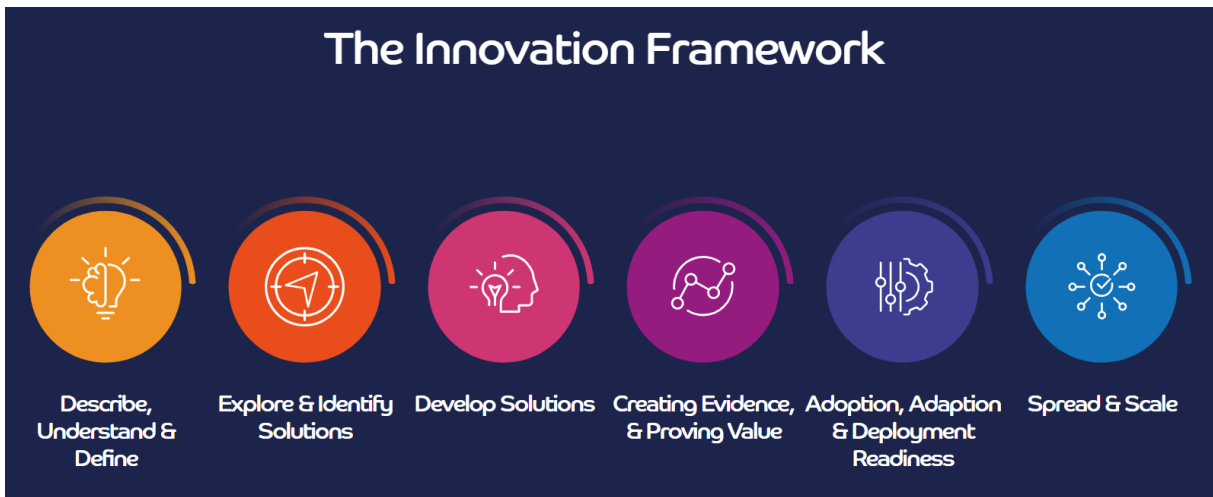 The Innovation Framework
Describe,
Understand &
Define
Explore & Identify
Solutions
Develop Solutions
Creating Evidence,
& Proving Value
Adoption, Adaption
& Deployment
Readiness
Spread & Scale